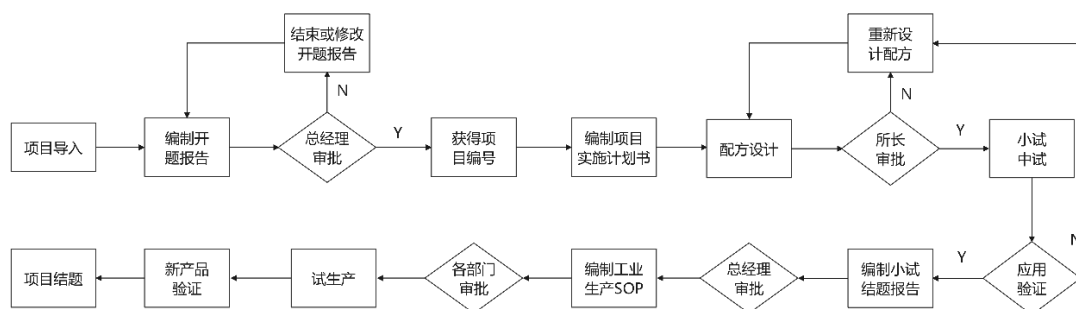 结束或修改
开题报告
重新设
计配方
N
N
项目导入
编制开
题报告
总经理
审批
Y
获得项
目编号
编制项目
实施计划书
配方设计
所长
审批
Y
小试
中试
N
项目结题
新产品
验证
试生产
各部门
审批
编制工业
生产SOP
总经理
审批
编制小试
结题报告
Y
应用
验证